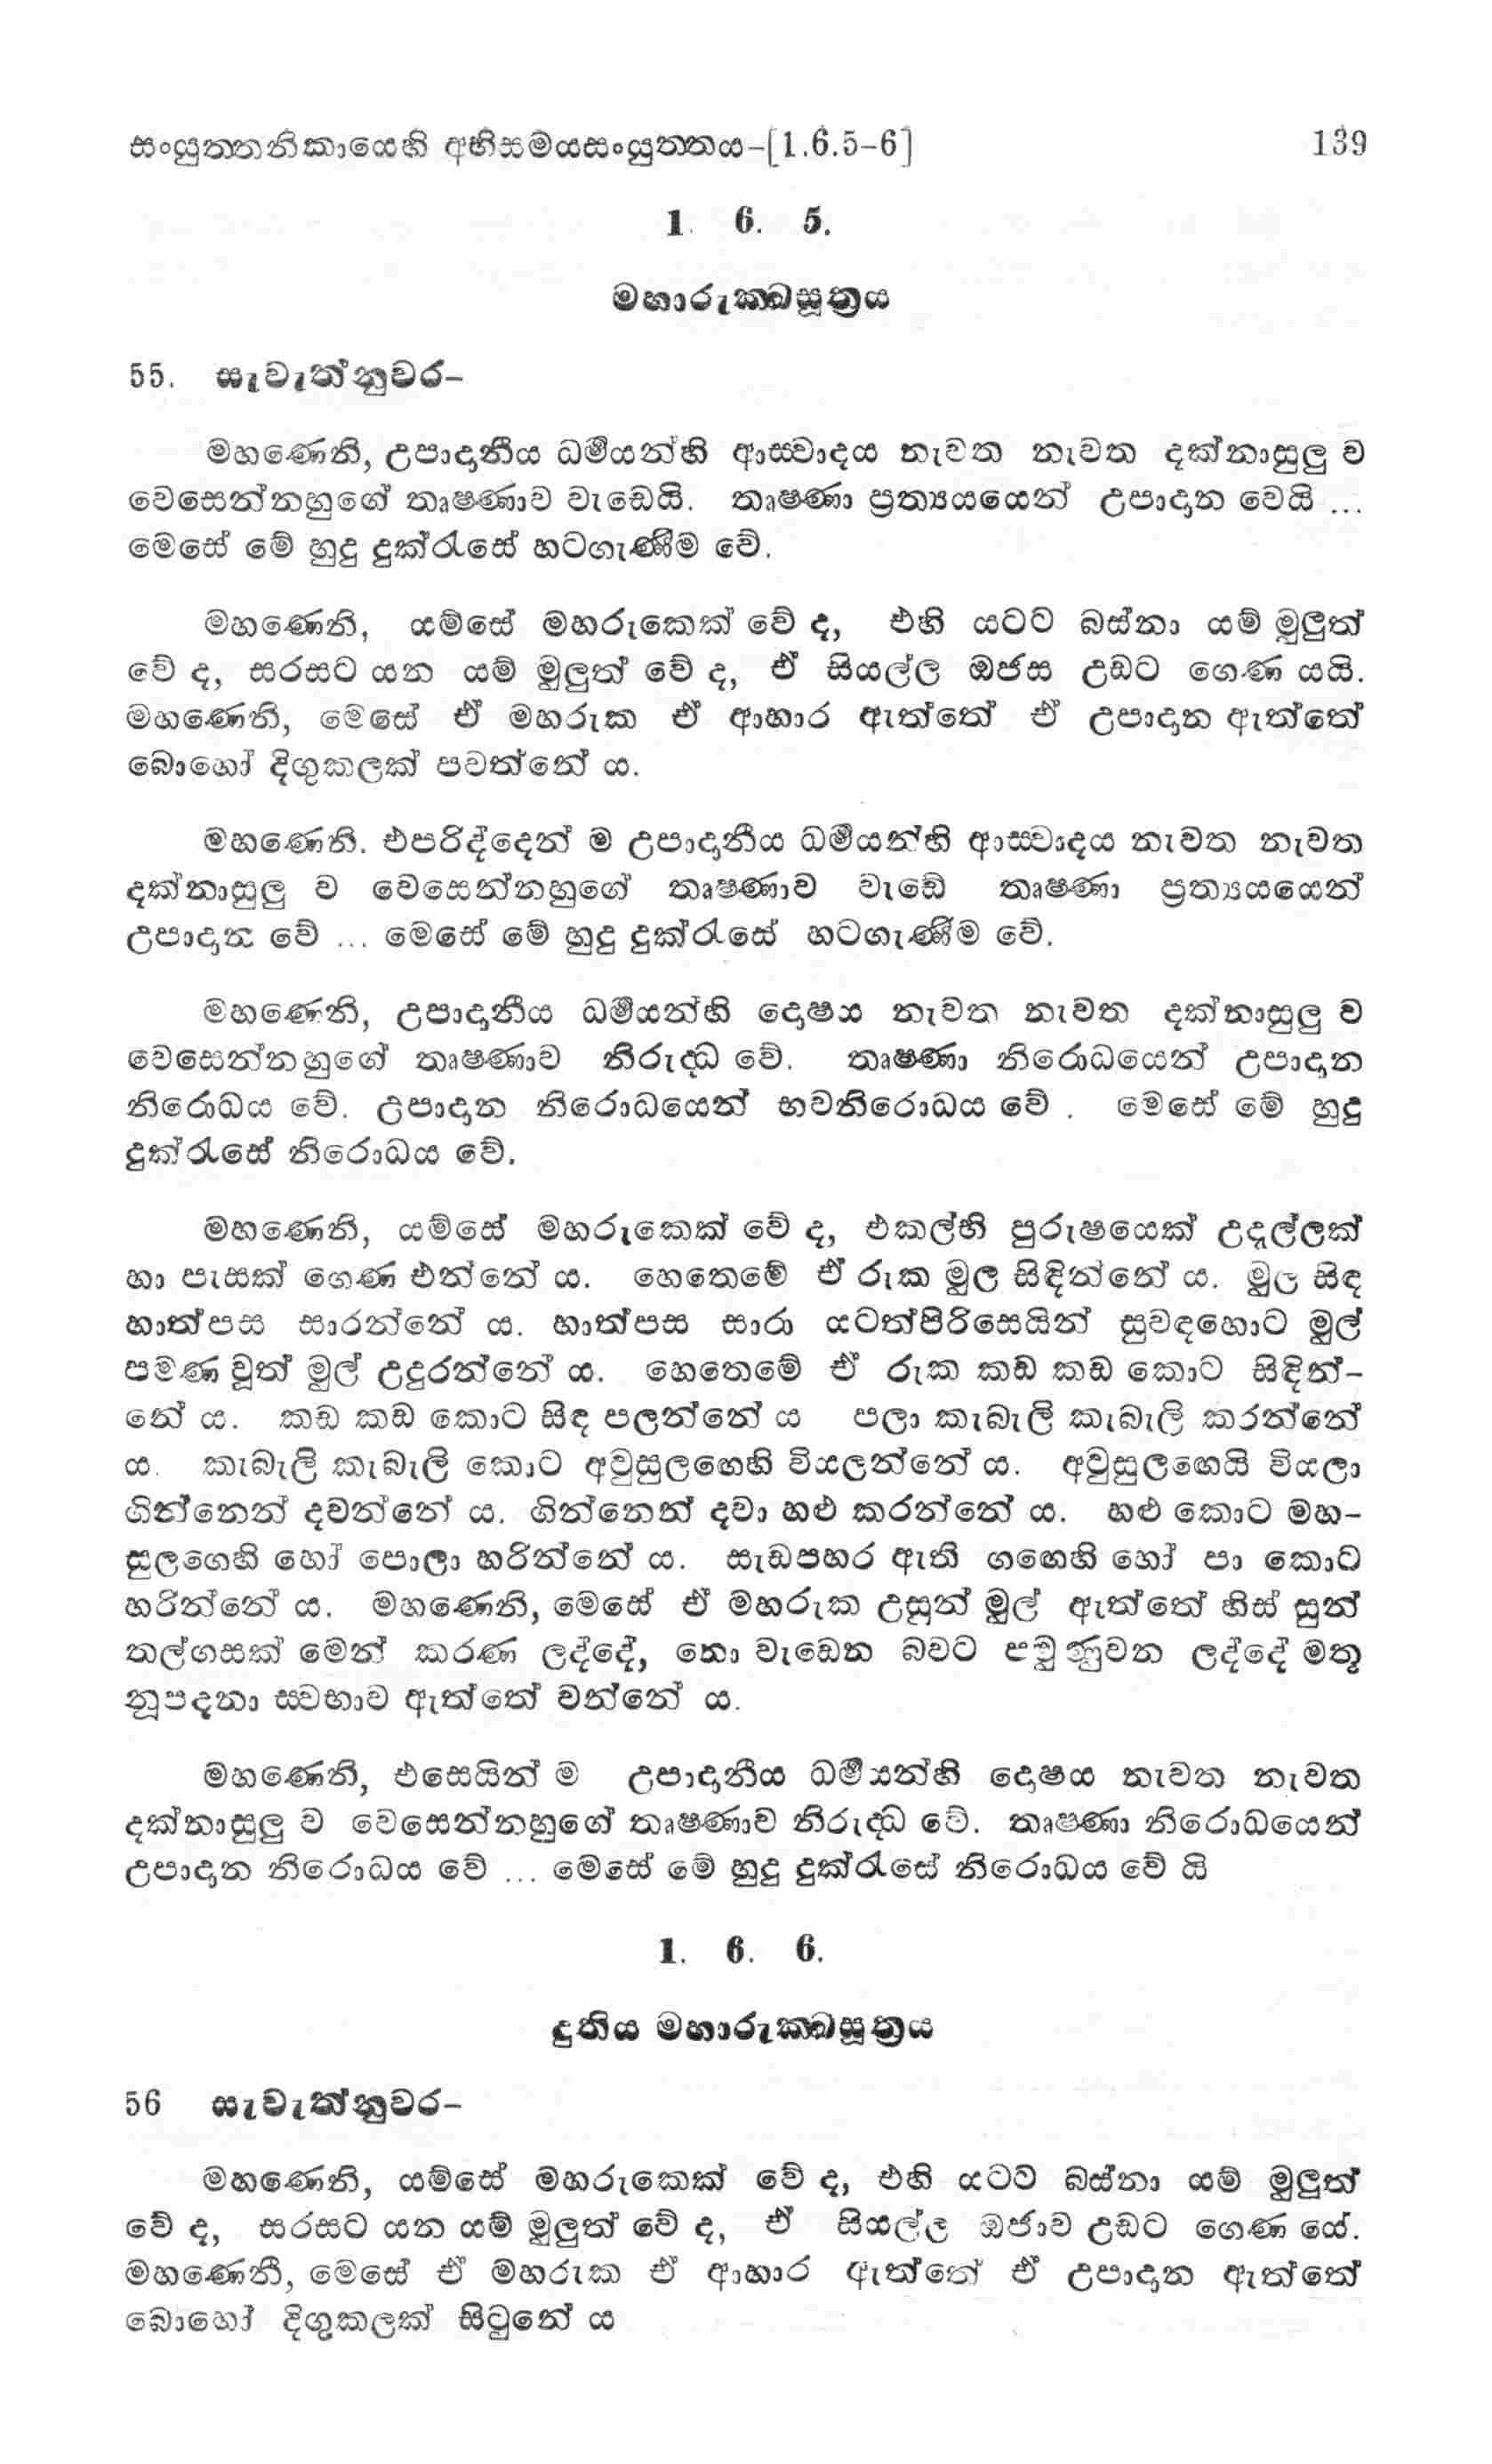 සංයුත්තනිකායෙහි අභිසමයසංයුත්තය–[1.6.5–6] 139
1. 6. 5.
මහාරුක්ඛසූත්‍රය
55. සැවැත්නුවර–
මහණෙනි, උපාදානීය ධර්‍මයන්හි ආස්වාදය නැවත නැවත දක්නාසුලු ව
වෙසෙන්නහුගේ තෘෂ්ණාව වැඩෙයි. තෘෂ්ණා ප්‍රත්‍යයයෙන් උපාදාන වෙයි ...
මෙසේ මේ හුදු දුක්රැසේ හටගැණීම වේ.
මහණෙනි, යම්සේ මහරුකෙක් වේ ද, එහි යටට බස්නා යම් මුලුත්
වේ ද, සරසට යන යම් මුලුත් වේ ද, ඒ සියල්ල ඔජස උඩට ගෙණ යයි.
මහණෙනි, මෙසේ ඒ මහරුක ඒ ආහාර ඇත්තේ ඒ උපාදාන ඇත්තේ
බොහෝ දිගුකලක් පවත්නේ ය.
මහණෙනි. එපරිද්දෙන් ම උපාදානීය ධර්‍මයන්හි ආස්වාදය නැවත නැවත
දක්නාසුලු ව වෙසෙන්නහුගේ තෘෂ්ණාව වැඩේ තෘෂ්ණා ප්‍රත්‍යයයෙන්
උපාදාන වේ ... මෙසේ මේ හුදු දුක්රැසේ හටගැණීම වේ.
මහණෙනි, උපාදානීය ධර්‍මයන්හි දොෂය නැවත නැවත දක්නාසුලු ව
වෙසෙන්නහුගේ තෘෂ්ණාව නිරුද්ධ වේ. තෘෂ්ණා නිරොධයෙන් උපාදාන
නිරොධය වේ. උපාදාන නිරොධයෙන් භවනිරොධය වේ . මෙසේ මේ හුදු
දුක්රැසේ නිරොධය වේ.
මහණෙනි, යම්සේ මහරුකෙක් වේ ද, එකල්හි පුරුෂයෙක් උදුල්ලක්
හා පැසක් ගෙණ එන්නේ ය. හෙතෙමේ ඒ රුක මුල සිඳින්නේ ය. මුල සිඳ
හාත්පස සාරන්නේ ය. හාත්පස සාරා යටත්පිරිසෙයින් සුවඳහොට මුල්
පමණ වූත් මුල් උදුරන්නේ ය. හෙතෙමේ ඒ රුක කඩ කඩ කොට සිඳින්–
නේ ය. කඩ කඩ කොට සිඳ පලන්නේ ය පලා කැබැලි කැබැලි කරන්නේ
ය. කැබැලි කැබැලි කොට අවුසුලඟෙහි වියලන්නේ ය. අවුසුලඟෙයි වියලා
ගින්නෙන් දවන්නේ ය. ගින්නෙන් දවා හළු කරන්නේ ය. හළු කොට මහ–
සුලගෙහි හෝ පොලා හරින්නේ ය. සැඩපහර ඇති ගඟෙහි හෝ පා කොට
හරින්නේ ය. මහණෙනි, මෙසේ ඒ මහරුක උසුන් මුල් ඇත්තේ හිස් සුන්
තල්ගසක් මෙන් කරණ ලද්දේ, නො වැඩෙන බවට පමුණුවන ලද්දේ මතු
නූපදනා ස්වභාව ඇත්තේ වන්නේ ය.
මහණෙනි, එසෙයින් ම උපාදානීය ධර්‍මයන්හි දොෂය නැවත නැවත
දක්නාසුලු ව වෙසෙන්නහුගේ තෘෂ්ණාව නිරුද්ධ වේ. තෘෂ්ණා නිරොධයෙන්
උපාදාන නිරොධය වේ ... මෙසේ මේ හුදු දුක්රැසේ නිරොධය වේ යි
1. 6. 6.
දුතිය මහාරුක්ඛසූත්‍රය
56 සැවැත්නුවර–
මහණෙනි, යම්සේ මහරුකෙක් වේ ද, එහි යටට බස්නා යම් මුලුත්
වේ ද, සරසට යන යම් මුලුත් වේ ද, ඒ සියල්ල ඔජාව උඩට ගෙණ යේ.
මහණෙනි, මෙසේ ඒ මහරුක ඒ ආහාර ඇත්තේ ඒ උපාදාන ඇත්තේ
බොහෝ දිගුකලක් සිටුනේ ය